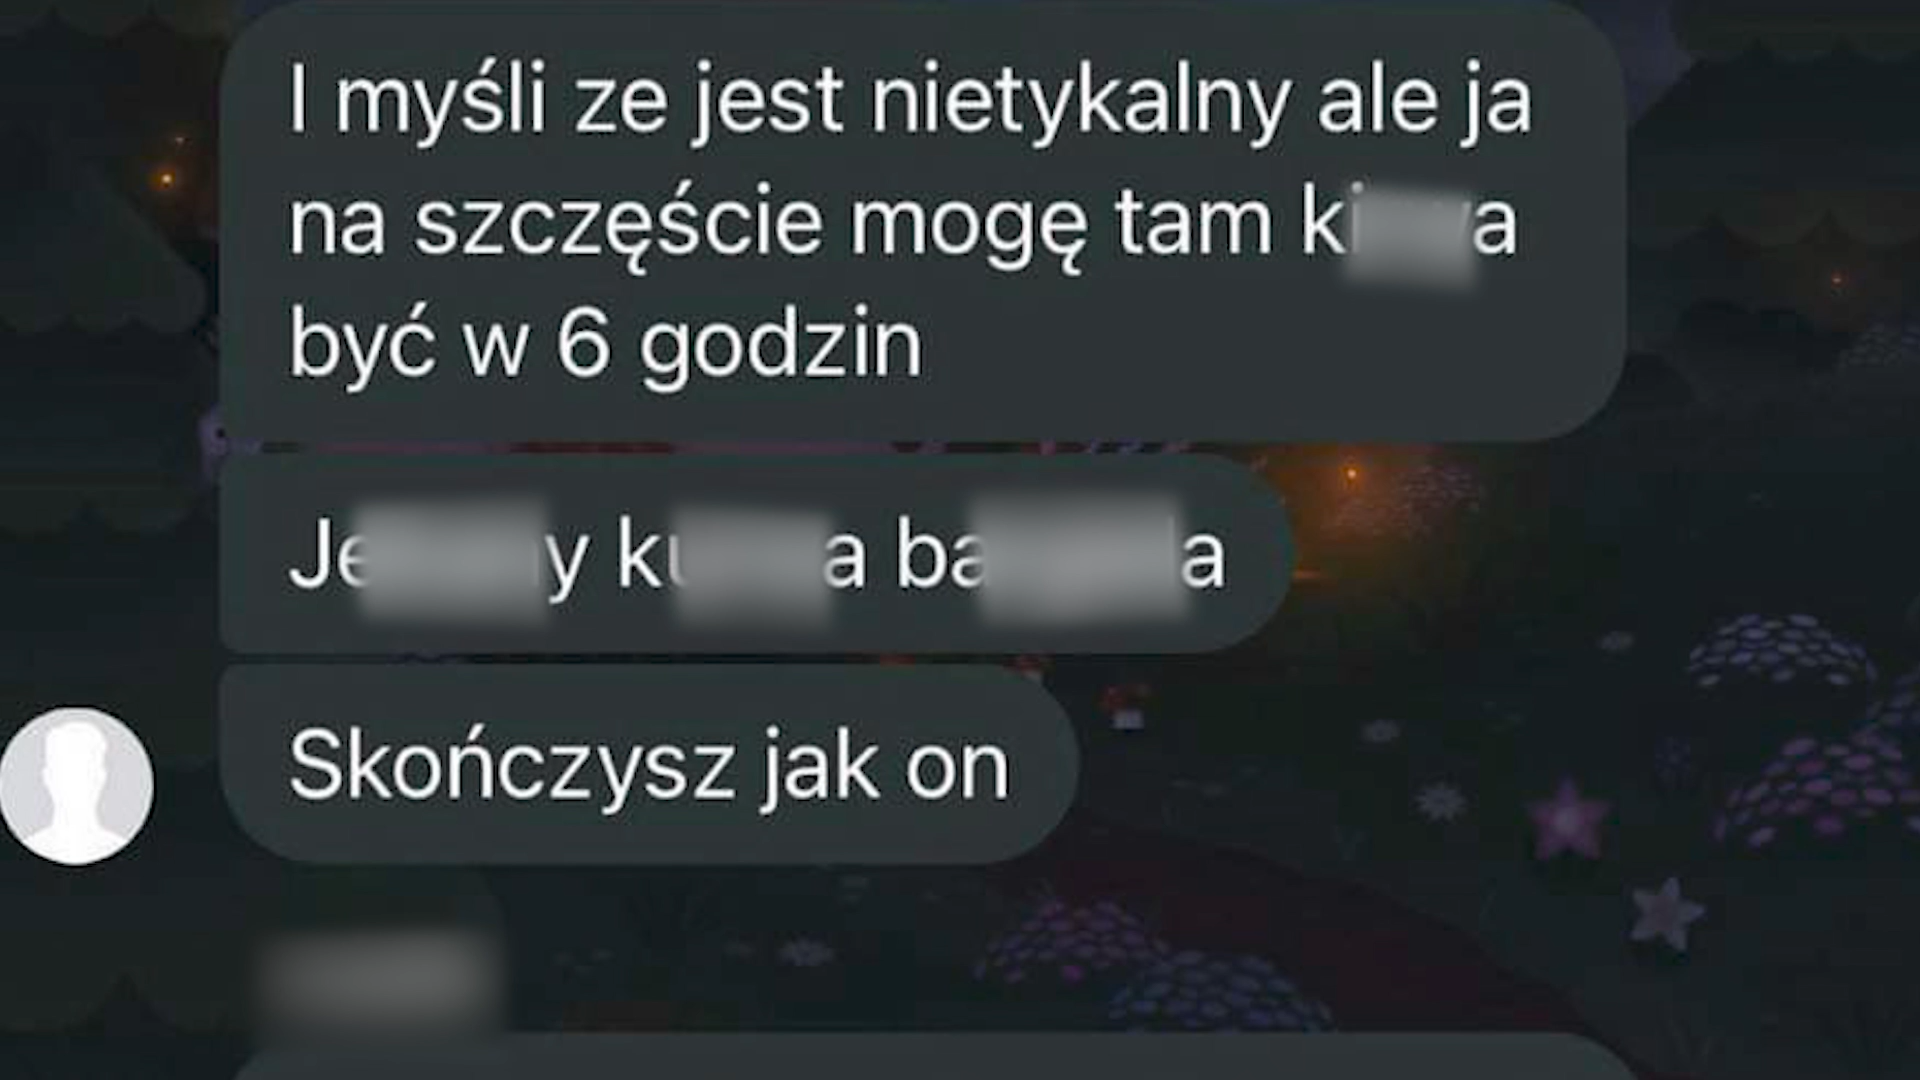 I myśli ze jest nietykalny ale ja
na szczęście mogę tam
być w 6 godzin
Skończysz jak on